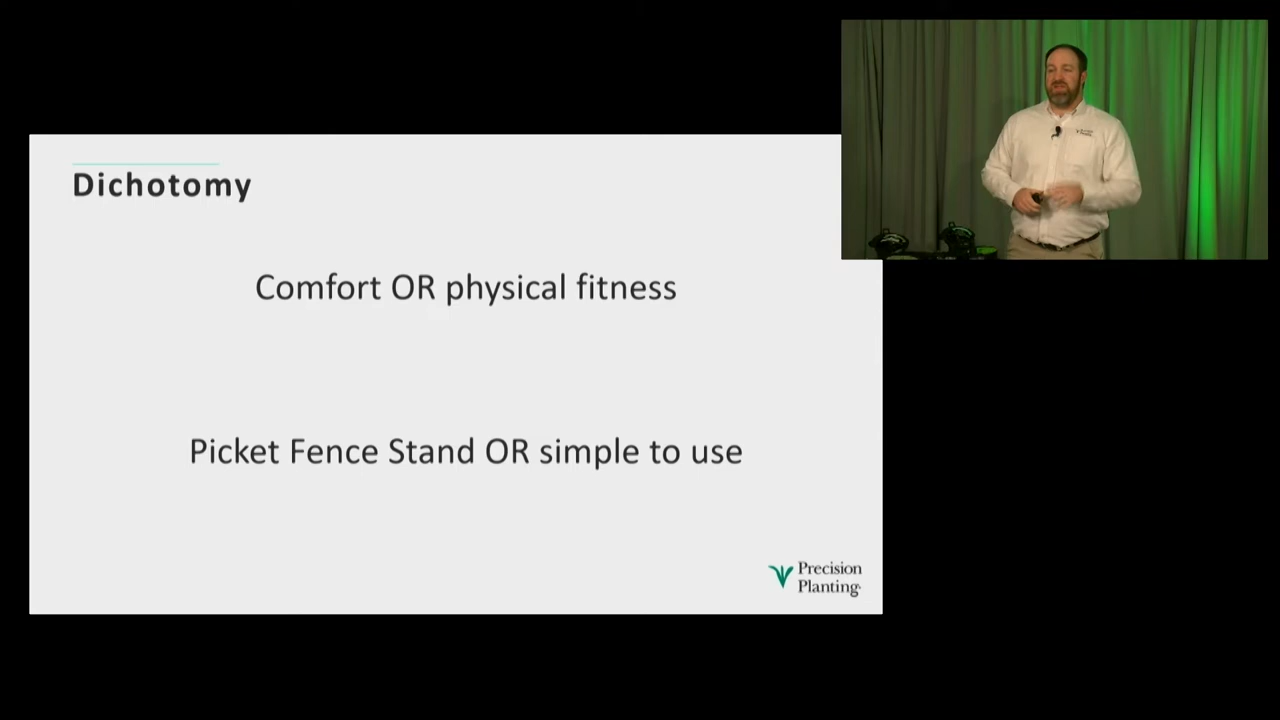 Dichotomy
Comfort OR physical fitness
Picket Fence Stand OR simple to use
Precision
Planting